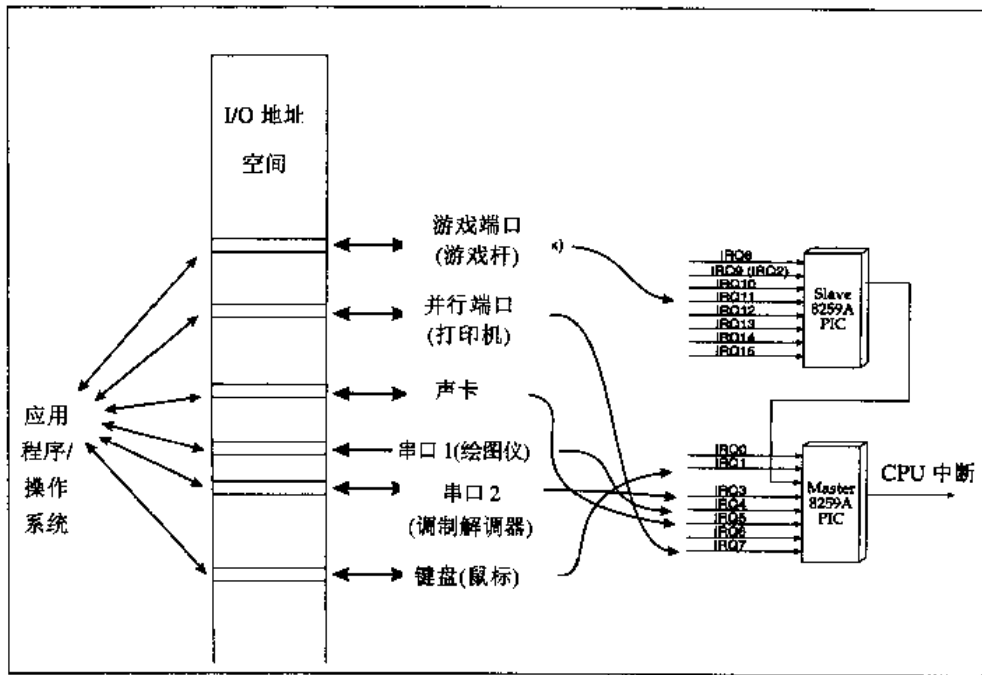 I/O 地址
空间
游戏端口
(游戏杆)
并行端口
(打印机)
声卡
串口 1(绘图仪)
串口 2
(调制解调器)
键盘(鼠标)
应用
程序/
操作
系统
IRQ8
IRQ9 (IRQ2)
IRQ10
IRQ11
IRQ12
IRQ13
IRQ14
IRQ15
Slave
8259A
PIC
IRQ0
IRQ1
IRQ3
IRQ4
IRQ5
IRQ6
IRQ7
Master
8259A
PIC
CPU 中断